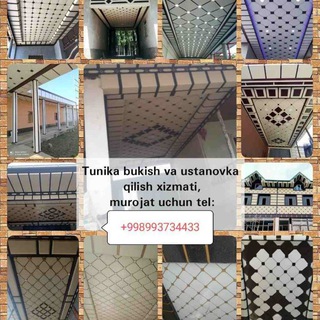 Tunika bukish va ustanovka
qilish xizmati,
murojat uchun tel:
+998993734433